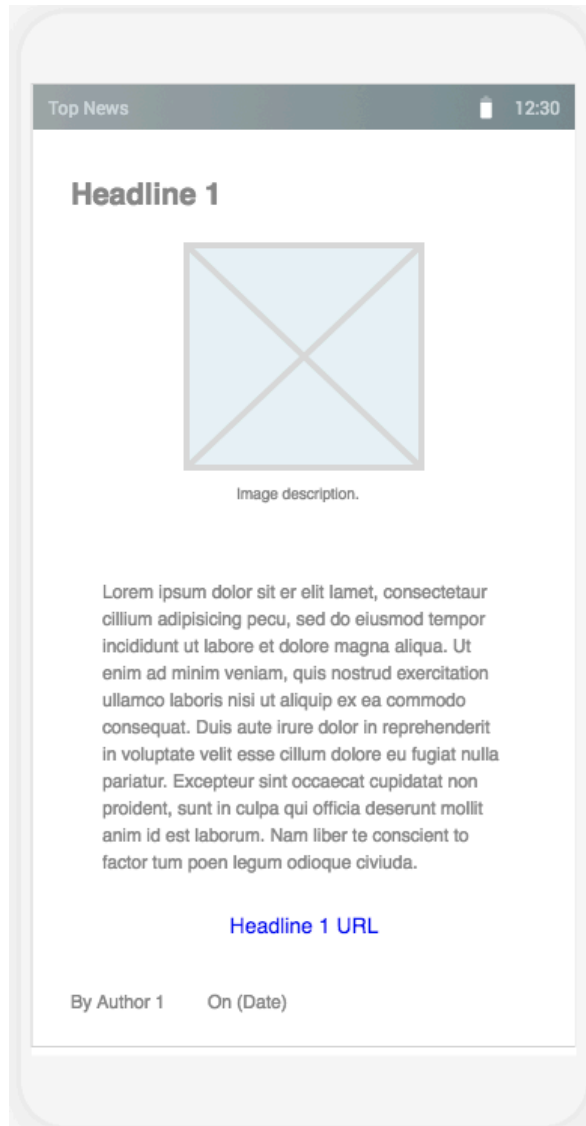 Top News 12:30
Headline 1
Image description.
Lorem ipsum dolor sit er elit lamet, consectetaur
cillium adipisicing pecu, sed do eiusmod tempor
incididunt ut labore et dolore magna aliqua. Ut
enim ad minim veniam, quis nostrud exercitation
ullamco laboris nisi ut aliquip ex ea commodo
consequat. Duis aute irure dolor in reprehenderit
in voluptate velit esse cillum dolore eu fugiat nulla
pariatur. Excepteur sint occaecat cupidatat non
proident, sunt in culpa qui officia deserunt mollit
anim id est laborum. Nam liber te conscient to
factor tum poen legum odioque civiuda.
Headline 1 URL
By Author 1 On (Date)